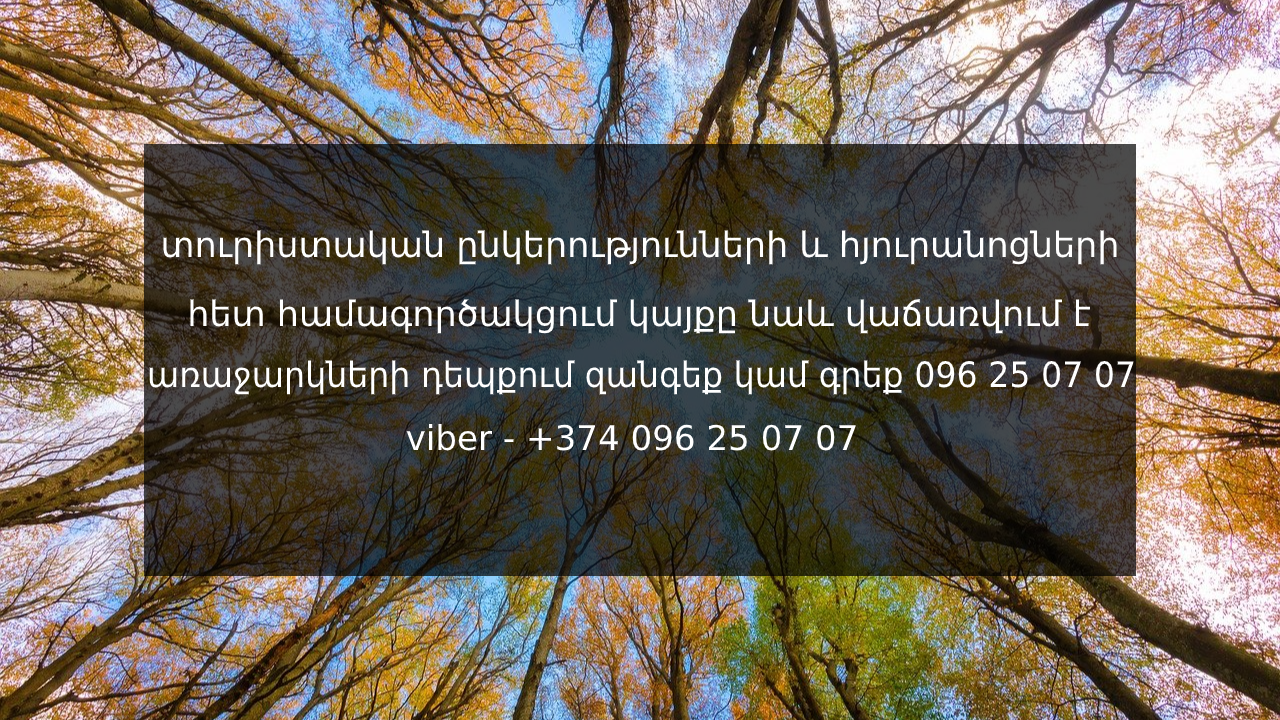 տուրիստական ընկերությունների և հյուրանոցների
հետ համագործակցում կայքը նաև վաճառվում է
առաջարկների դեպքում զանգեք կամ գրեք 096 25 07 07
viber - +374 096 25 07 07